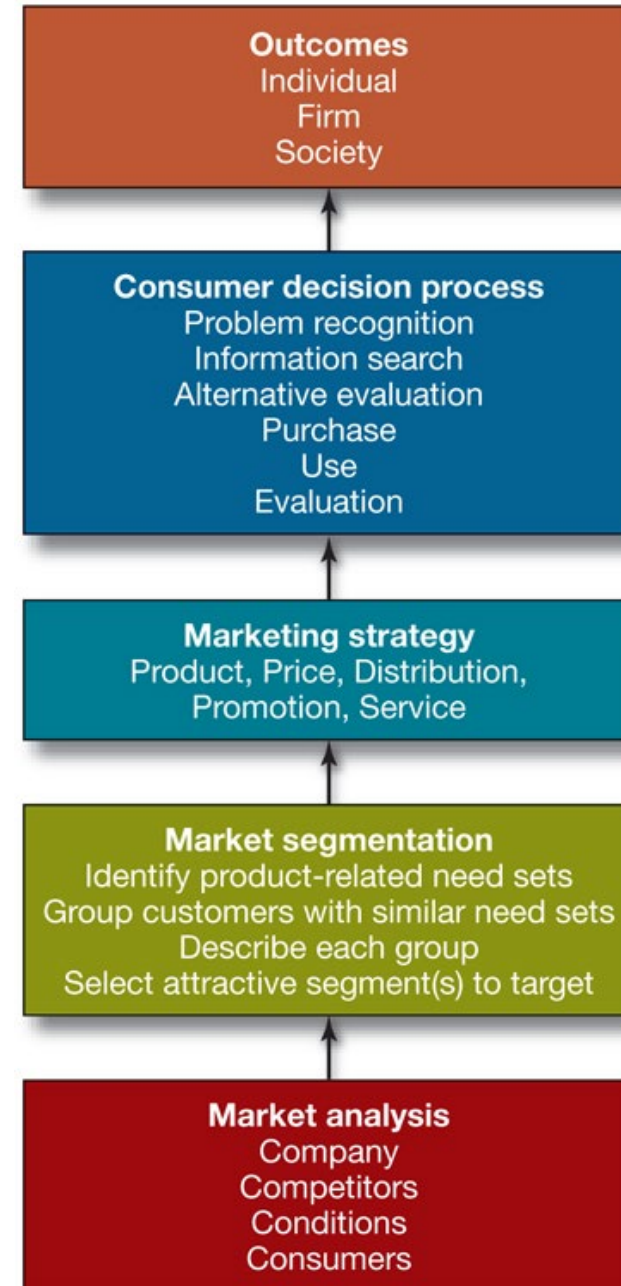 Outcomes
Individual
Firm
Society
Consumer decision process
Problem recognition
Information search
Alternative evaluation
Purchase
Use
Evaluation
Marketing strategy
Product, Price, Distribution,
Promotion, Service
Market segmentation
Identify product-related need sets
Group customers with similar need sets
Describe each group
Select attractive segment(s) to target
Market analysis
Company
Competitors
Conditions
Consumers